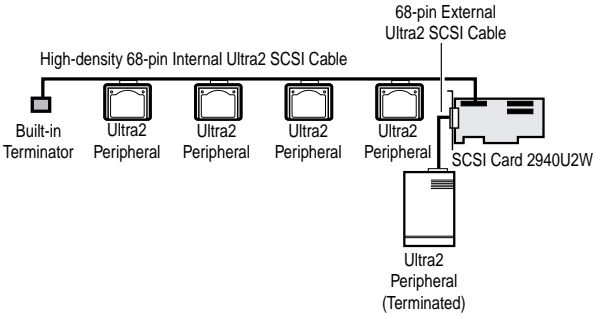 68-pin External
Ultra2 SCSI Cable
High-density 68-pin Internal Ultra2 SCSI Cable
Built-in
Terminator
Ultra2
Peripheral
Ultra2
Peripheral
Ultra2
Peripheral
Ultra2
Peripheral
SCSI Card 2940U2W
Ultra2
Peripheral
(Terminated)